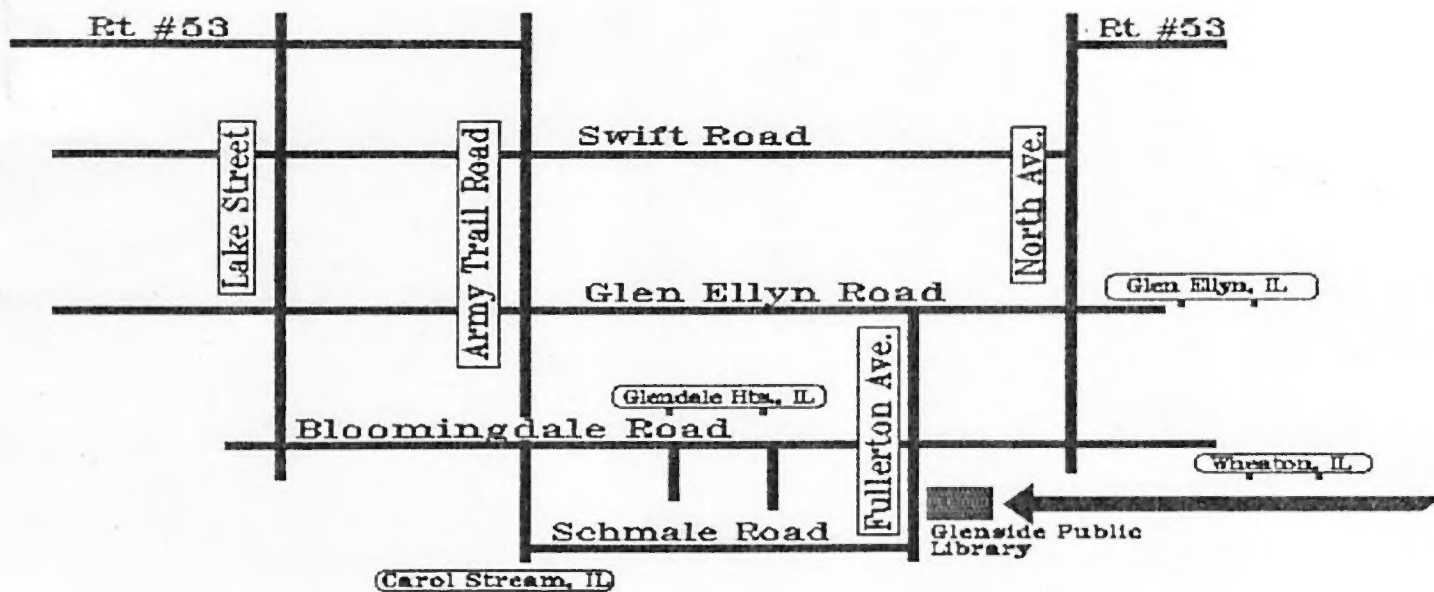 Rt #53
Rt #53
Swift Road
Lake Street
Army Trail Road
North Ave.
Glen Ellyn, IL
Glen Ellyn Road
Fullerton Ave.
Glendale Hts., IL
Bloomingdale Road
Wheaton, IL
Schmale Road
Glenside Public
Library
Carol Stream, IL